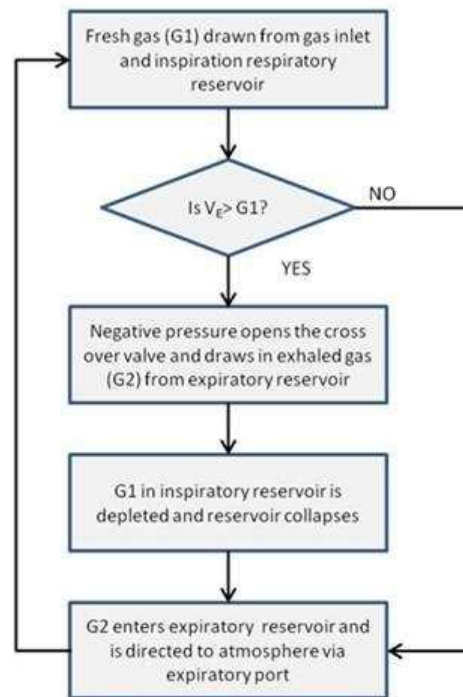 Fresh gas (G1) drawn from gas inlet
and inspiration respiratory
reservoir
Is VE> G1?
NO
YES
Negative pressure opens the cross
over valve and draws in exhaled gas
(G2) from expiratory reservoir
G1 in inspiratory reservoir is
depleted and reservoir collapses
G2 enters expiratory reservoir and
is directed to atmosphere via
expiratory port